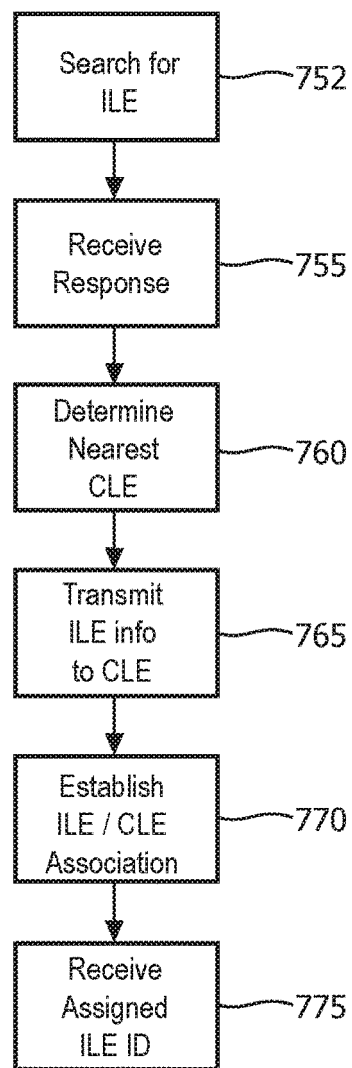 Search for
ILE
752
Receive
Response
755
Determine
Nearest
CLE
760
Transmit
ILE info
to CLE
765
Establish
ILE / CLE
Association
770
Receive
Assigned
ILE ID
775